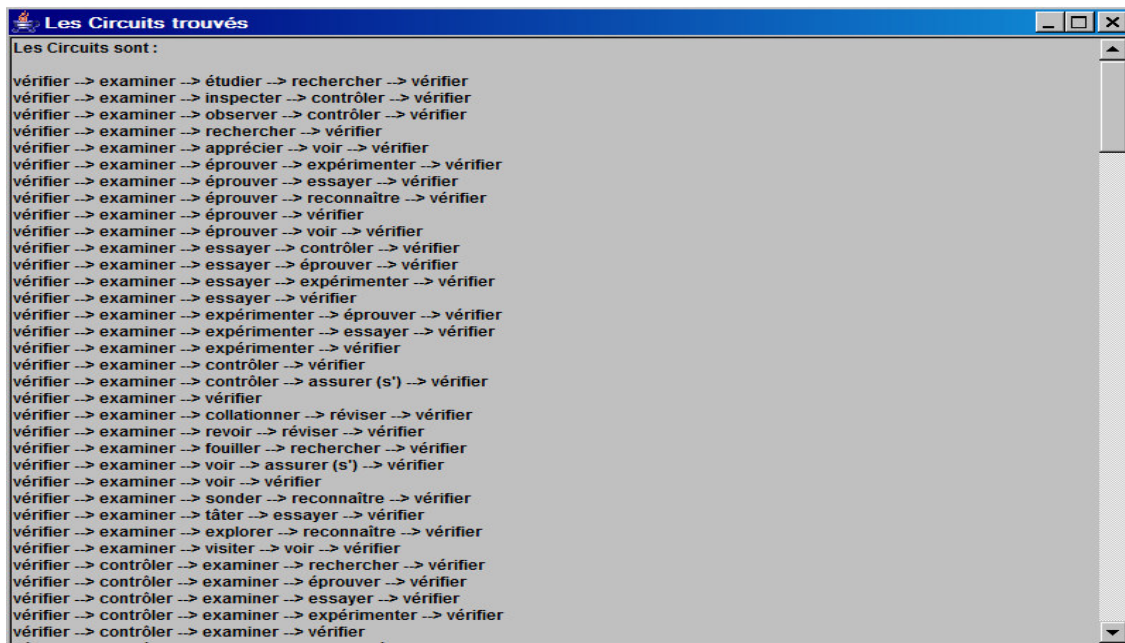 Les Circuits trouvés
Les Circuits sont :
vérifier --> examiner --> étudier --> rechercher --> vérifier
vérifier --> examiner --> inspecter --> contrôler --> vérifier
vérifier --> examiner --> observer --> contrôler --> vérifier
vérifier --> examiner --> rechercher --> vérifier
vérifier --> examiner --> apprécier --> voir --> vérifier
vérifier --> examiner --> éprouver --> expérimenter --> vérifier
vérifier --> examiner --> éprouver --> essayer --> vérifier
vérifier --> examiner --> éprouver --> reconnaître --> vérifier
vérifier --> examiner --> éprouver --> vérifier
vérifier --> examiner --> éprouver --> voir --> vérifier
vérifier --> examiner --> essayer --> contrôler --> vérifier
vérifier --> examiner --> essayer --> éprouver --> vérifier
vérifier --> examiner --> essayer --> expérimenter --> vérifier
vérifier --> examiner --> essayer --> vérifier
vérifier --> examiner --> expérimenter --> éprouver --> vérifier
vérifier --> examiner --> expérimenter --> essayer --> vérifier
vérifier --> examiner --> expérimenter --> vérifier
vérifier --> examiner --> contrôler --> vérifier
vérifier --> examiner --> contrôler --> assurer (s') --> vérifier
vérifier --> examiner --> vérifier
vérifier --> examiner --> collationner --> réviser --> vérifier
vérifier --> examiner --> revoir --> réviser --> vérifier
vérifier --> examiner --> fouiller --> rechercher --> vérifier
vérifier --> examiner --> voir --> assurer (s') --> vérifier
vérifier --> examiner --> voir --> vérifier
vérifier --> examiner --> sonder --> reconnaître --> vérifier
vérifier --> examiner --> tâter --> essayer --> vérifier
vérifier --> examiner --> explorer --> reconnaître --> vérifier
vérifier --> examiner --> visiter --> voir --> vérifier
vérifier --> contrôler --> examiner --> rechercher --> vérifier
vérifier --> contrôler --> examiner --> éprouver --> vérifier
vérifier --> contrôler --> examiner --> essayer --> vérifier
vérifier --> contrôler --> examiner --> expérimenter --> vérifier
vérifier --> contrôler --> examiner --> vérifier